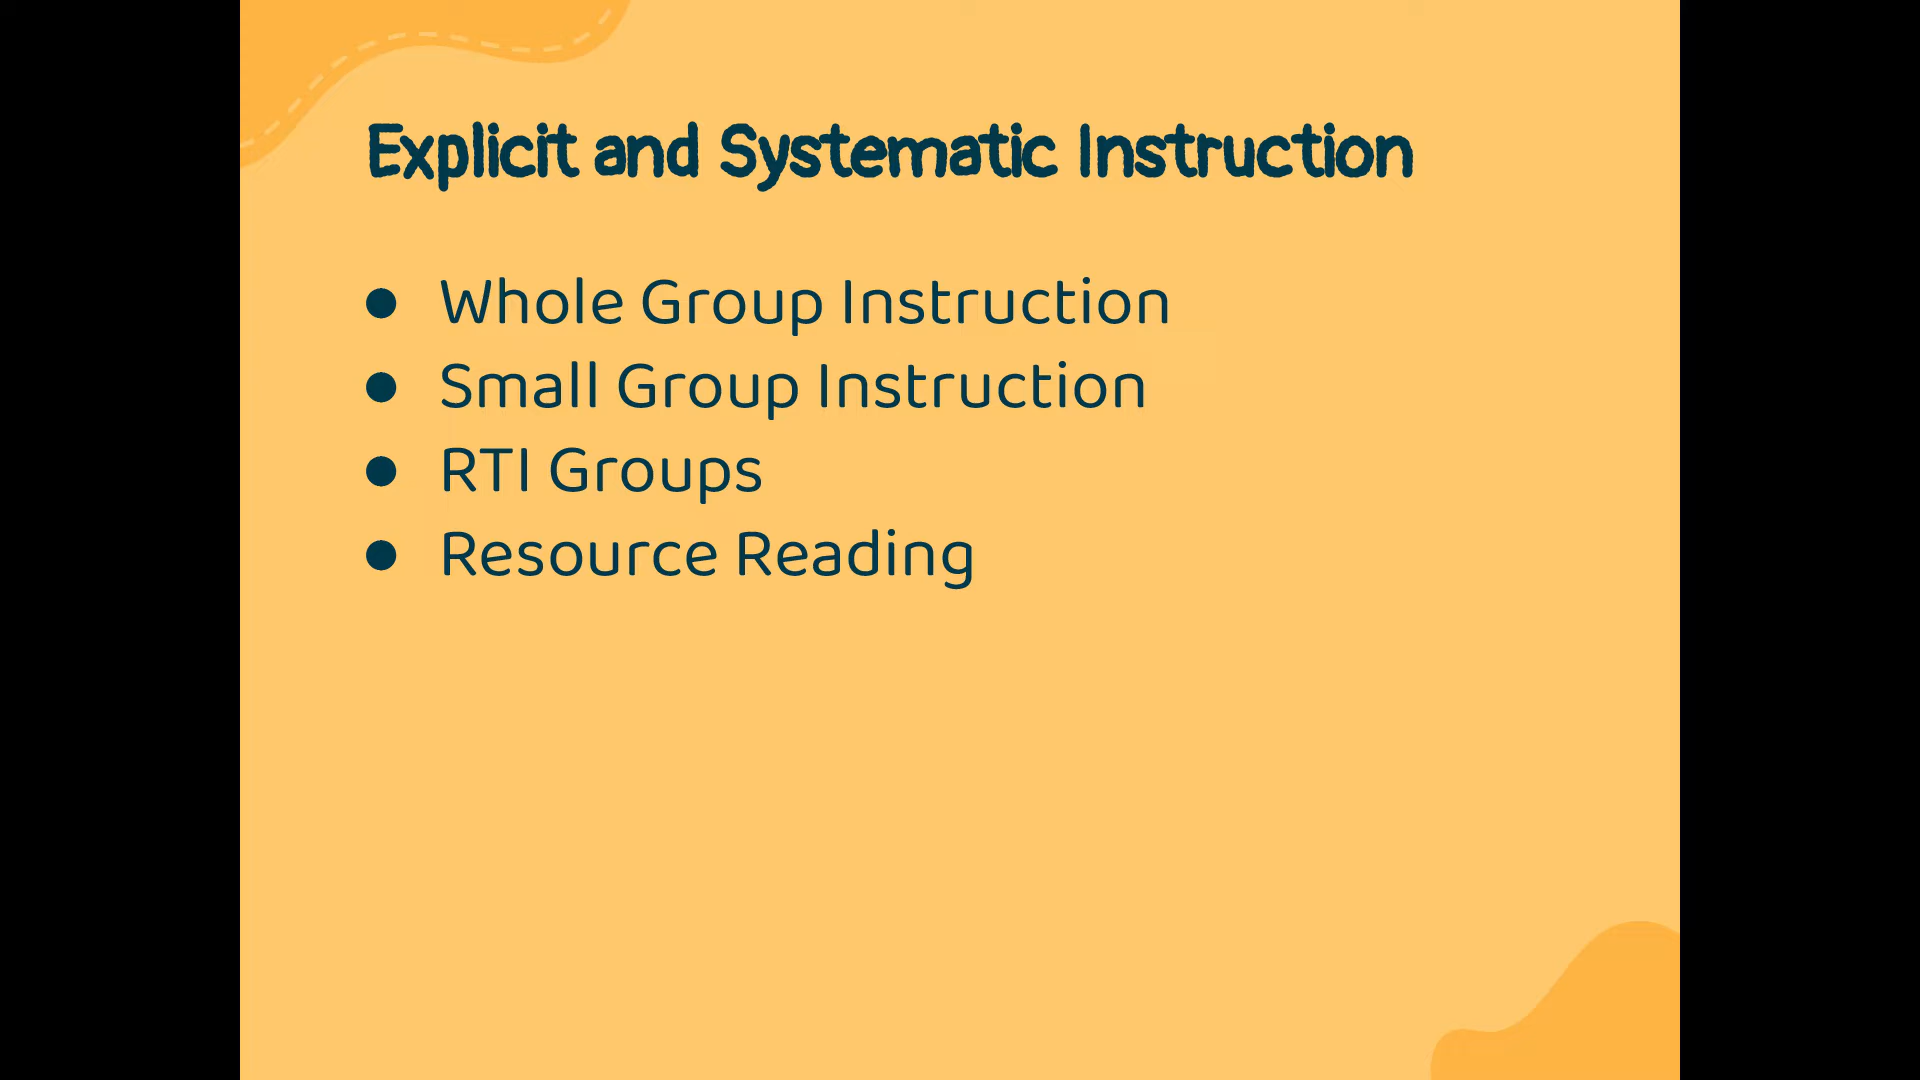 Explicit and Systematic Instruction
● Whole Group Instruction
● Small Group Instruction
● RTI Groups
● Resource Reading